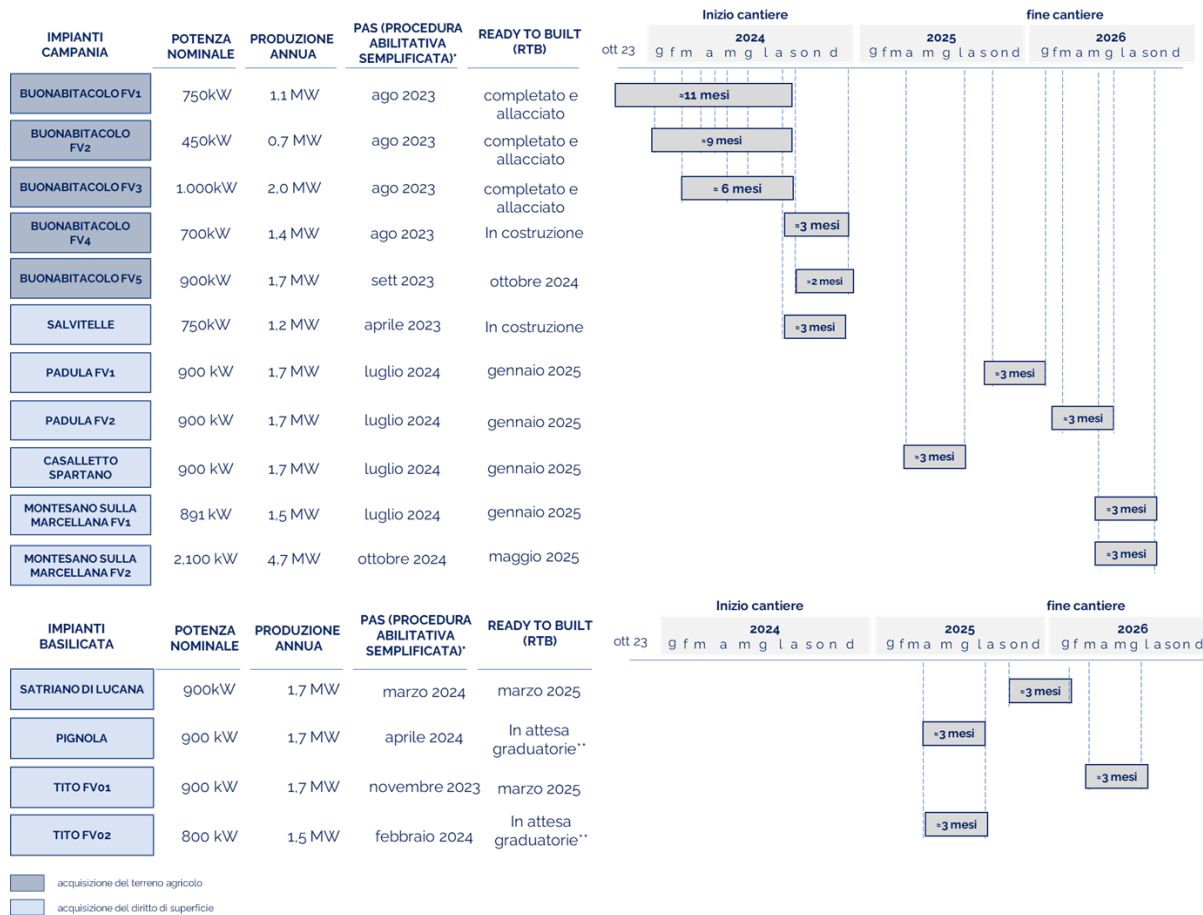 Inizio cantiere fine cantiere
IMPIANTI CAMPANIA POTENZA NOMINALE PRODUZIONE ANNUA PAS (PROCEDURA ABILITATIVA SEMPLIFICATA)* READY TO BUILT (RTB) ott 23 2024 2025 2026
g f m a m g l a s o n d g f m a m g l a s o n d g f m a m g l a s o n d
BUONABITACOLO FV1 750kW 1,1 MW ago 2023 completato e allacciato ≈11 mesi
BUONABITACOLO FV2 450kW 0,7 MW ago 2023 completato e allacciato ≈9 mesi
BUONABITACOLO FV3 1.000kW 2,0 MW ago 2023 completato e allacciato ≈ 6 mesi
BUONABITACOLO FV4 700kW 1,4 MW ago 2023 In costruzione ≈3 mesi
BUONABITACOLO FV5 900kW 1,7 MW sett 2023 ottobre 2024 ≈2 mesi
SALVITELLE 750kW 1,2 MW aprile 2023 In costruzione ≈3 mesi
PADULA FV1 900 kW 1,7 MW luglio 2024 gennaio 2025 ≈3 mesi
PADULA FV2 900 kW 1,7 MW luglio 2024 gennaio 2025 ≈3 mesi
CASALLETTO SPARTANO 900 kW 1,7 MW luglio 2024 gennaio 2025 ≈3 mesi
MONTESANO SULLA MARCELLANA FV1 891 kW 1,5 MW luglio 2024 gennaio 2025 ≈3 mesi
MONTESANO SULLA MARCELLANA FV2 2,100 kW 4,7 MW ottobre 2024 maggio 2025 ≈3 mesi
Inizio cantiere fine cantiere
IMPIANTI BASILICATA POTENZA NOMINALE PRODUZIONE ANNUA PAS (PROCEDURA ABILITATIVA SEMPLIFICATA)* READY TO BUILT (RTB) ott 23 2024 2025 2026
g f m a m g l a s o n d g f m a m g l a s o n d g f m a m g l a s o n d
SATRIANO DI LUCANA 900kW 1,7 MW marzo 2024 marzo 2025 ≈3 mesi
PIGNOLA 900 kW 1,7 MW aprile 2024 In attesa graduatorie** ≈3 mesi
TITO FV01 900 kW 1,7 MW novembre 2023 marzo 2025 ≈3 mesi
TITO FV02 800 kW 1,5 MW febbraio 2024 In attesa graduatorie** ≈3 mesi
acquisizione del terreno agricolo
acquisizione del diritto di superficie